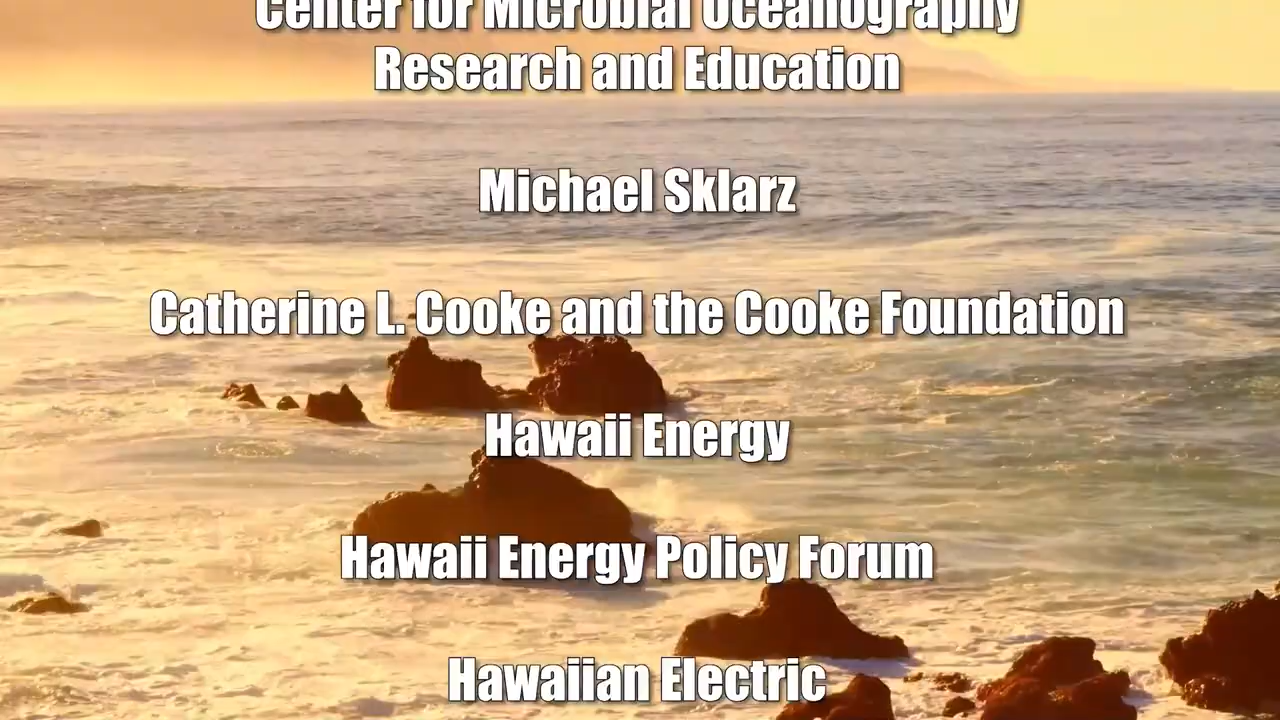 Center for Microbial Oceanography
Research and Education
Michael Sklarz
Catherine L. Cooke and the Cooke Foundation
Hawaii Energy
Hawaii Energy Policy Forum
Hawaiian Electric